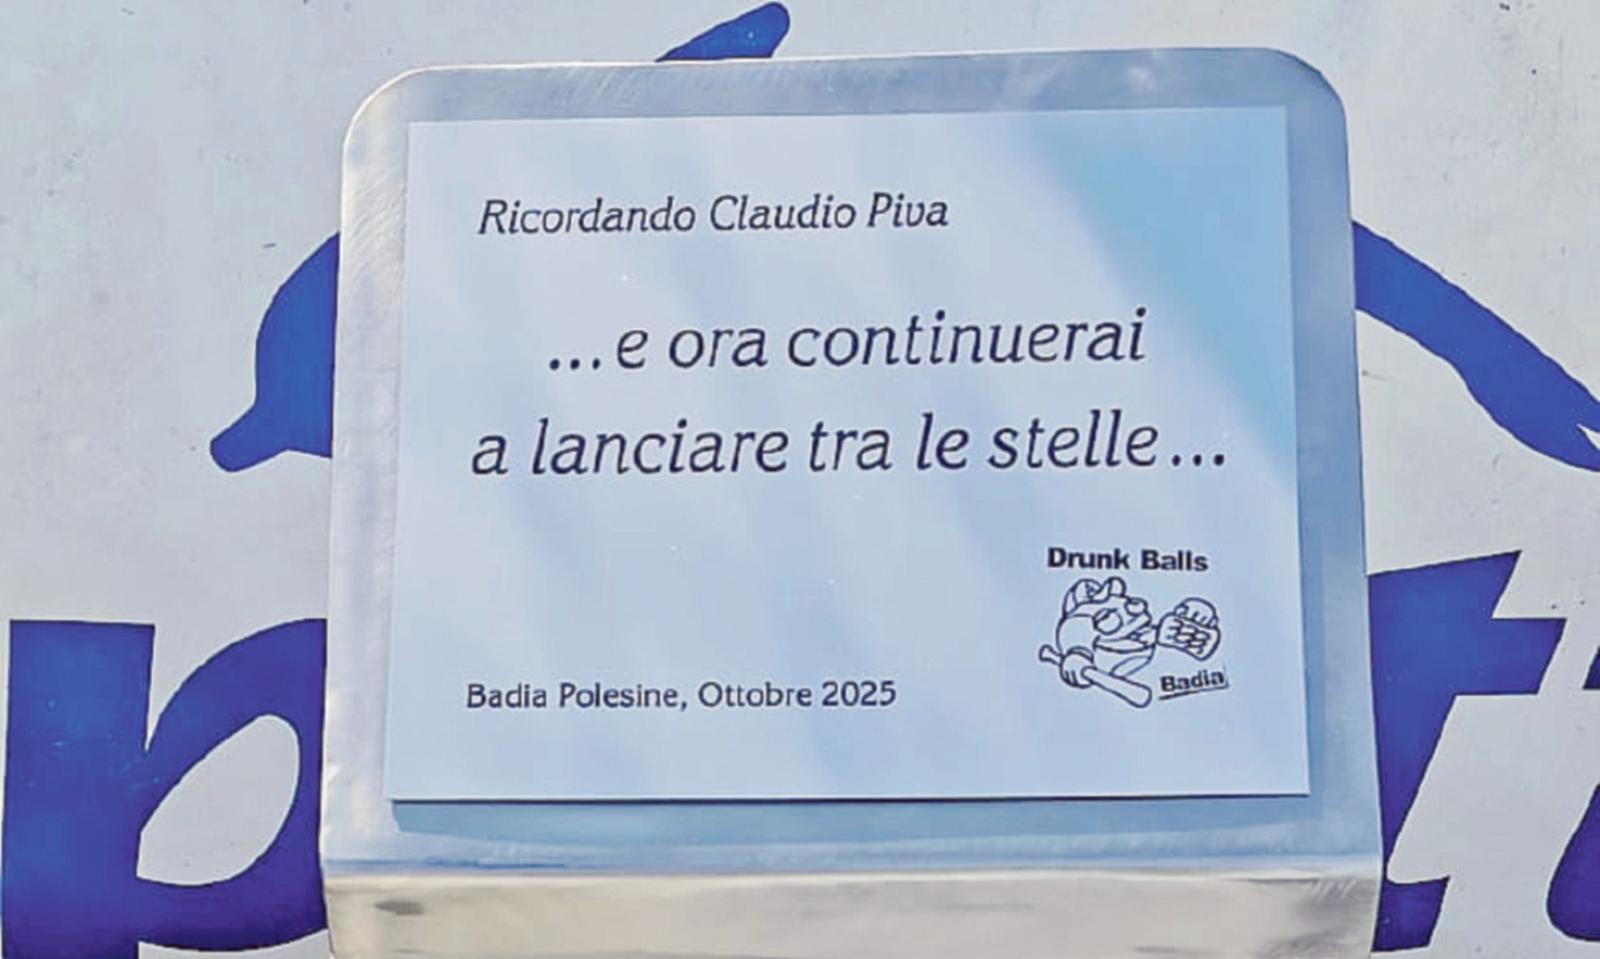 Ricordando Claudio Piva
...e ora continuerai
a lanciare tra le stelle...
Drunk Balls
Badia
Badia Polesine, Ottobre 2025